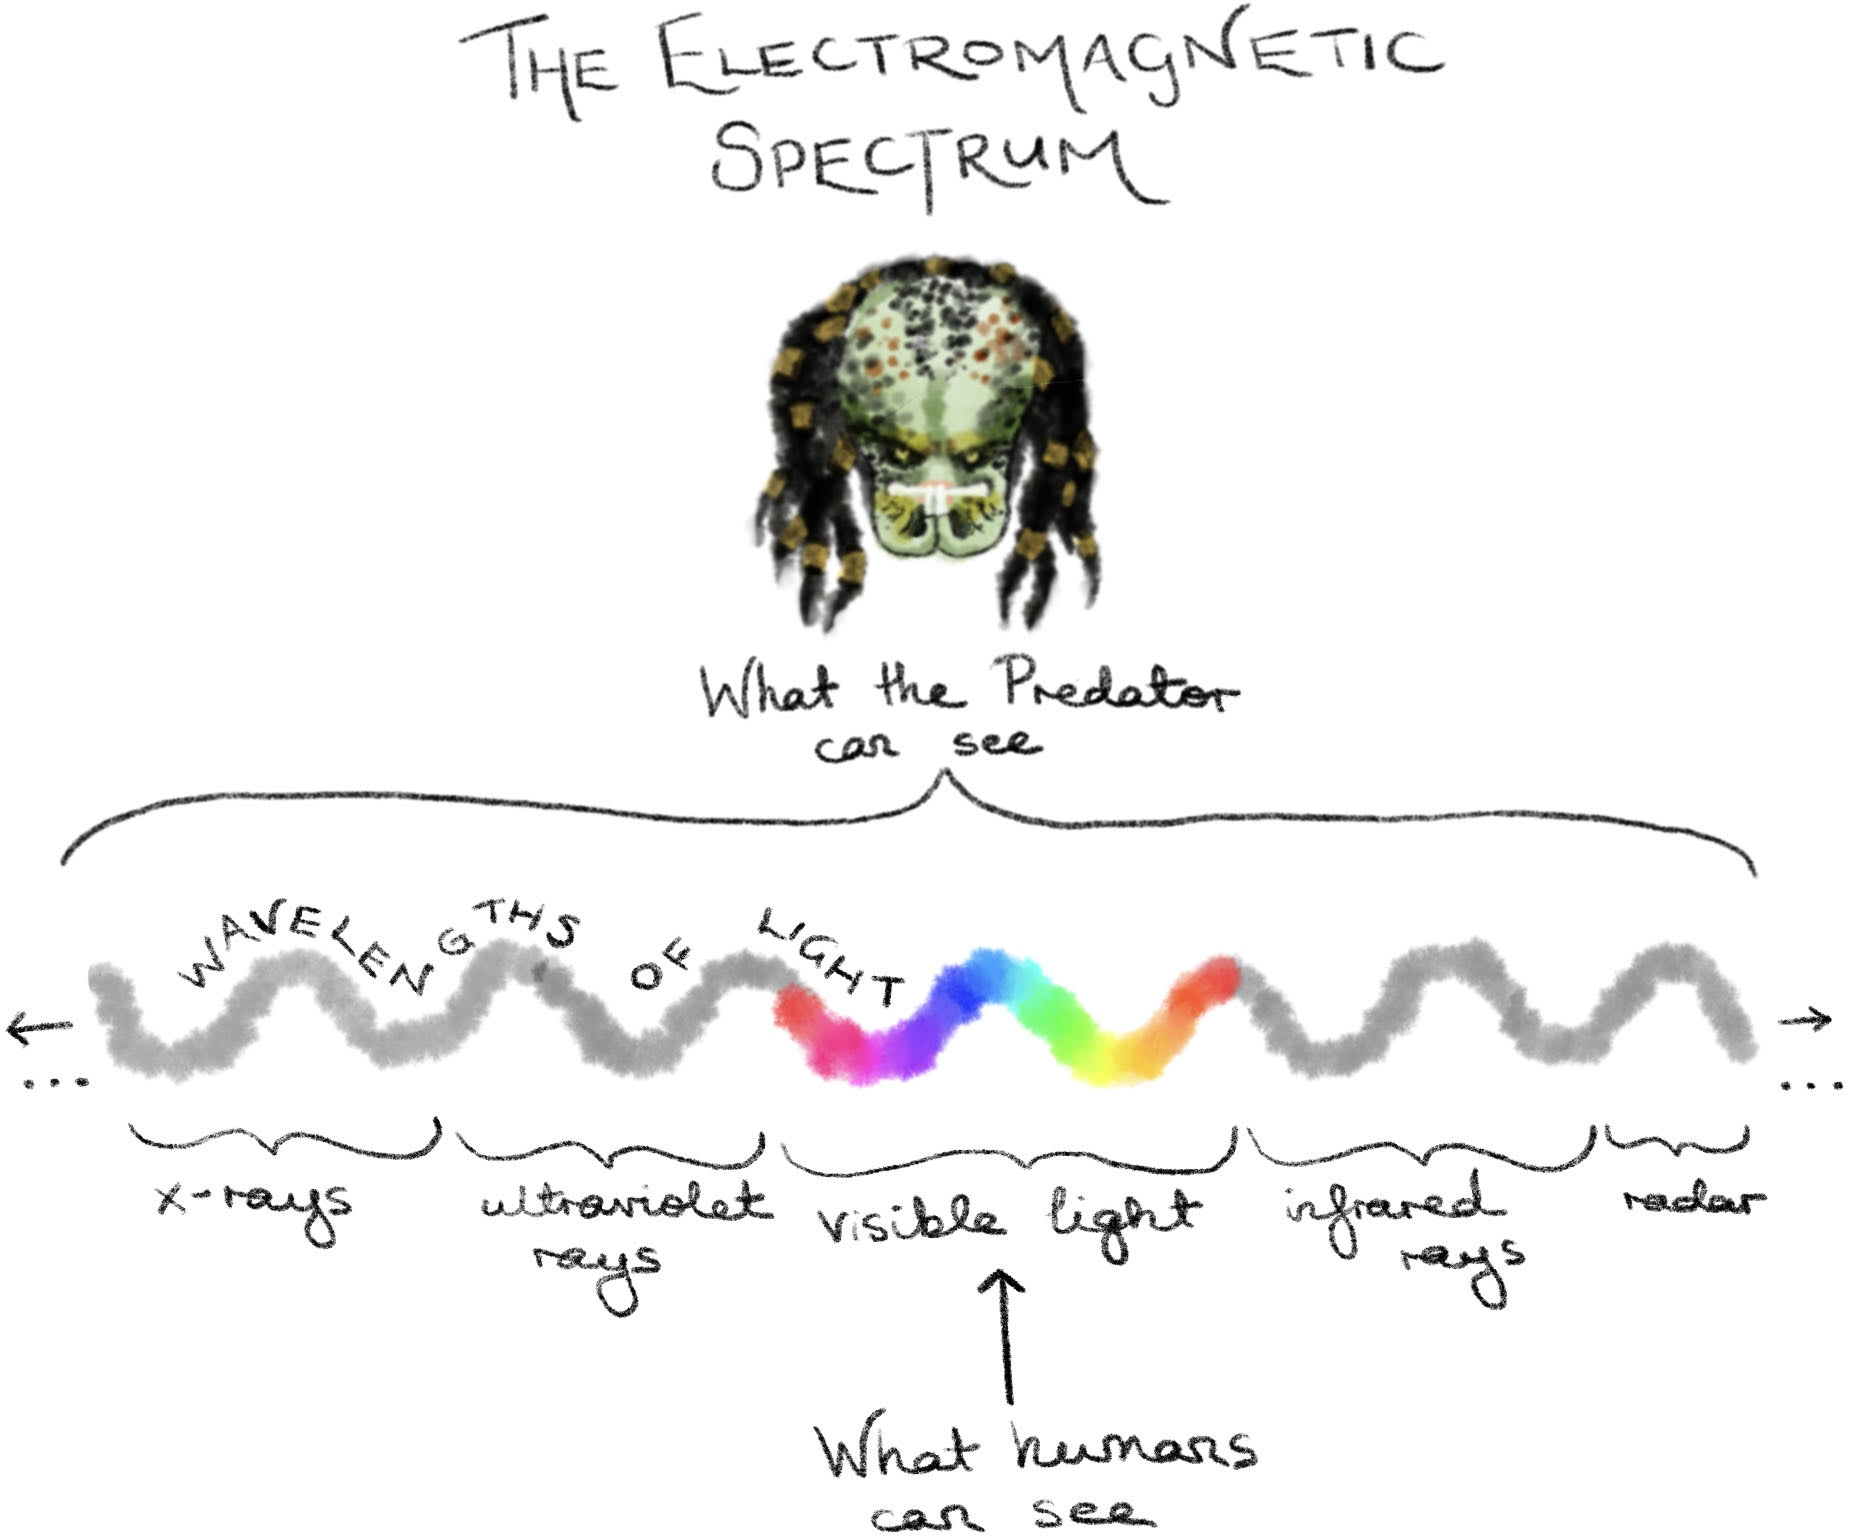 THE ELECTROMAGNETIC
SPECTRUM
What the Predator
can see
WAVELENGTHS OF LIGHT
...
...
x-rays
ultraviolet
rays
visible light
infrared
rays
radar
What humans
can see